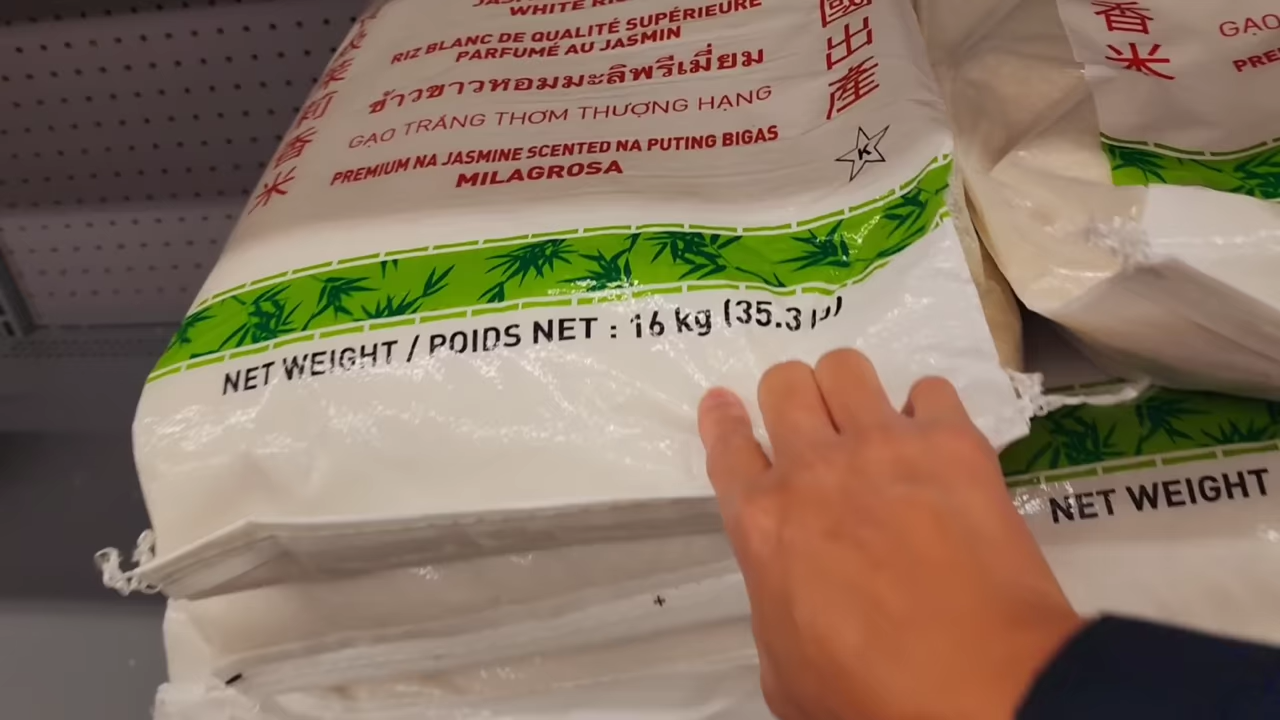 WHITE
RIZ BLANC DE QUALITÉ SUPÉRIEURE
PARFUMÉ AU JASMIN
ข้าวขาวหอมมะลิพรีเมี่ยม
GẠO TRẮNG THƠM THƯỢNG HẠNG
PREMIUM NA JASMINE SCENTED NA PUTING BIGAS
MILAGROSA
香米
國出產
K
NET WEIGHT / POIDS NET : 16 kg (35.3
香米
GẠO
NET WEIGHT